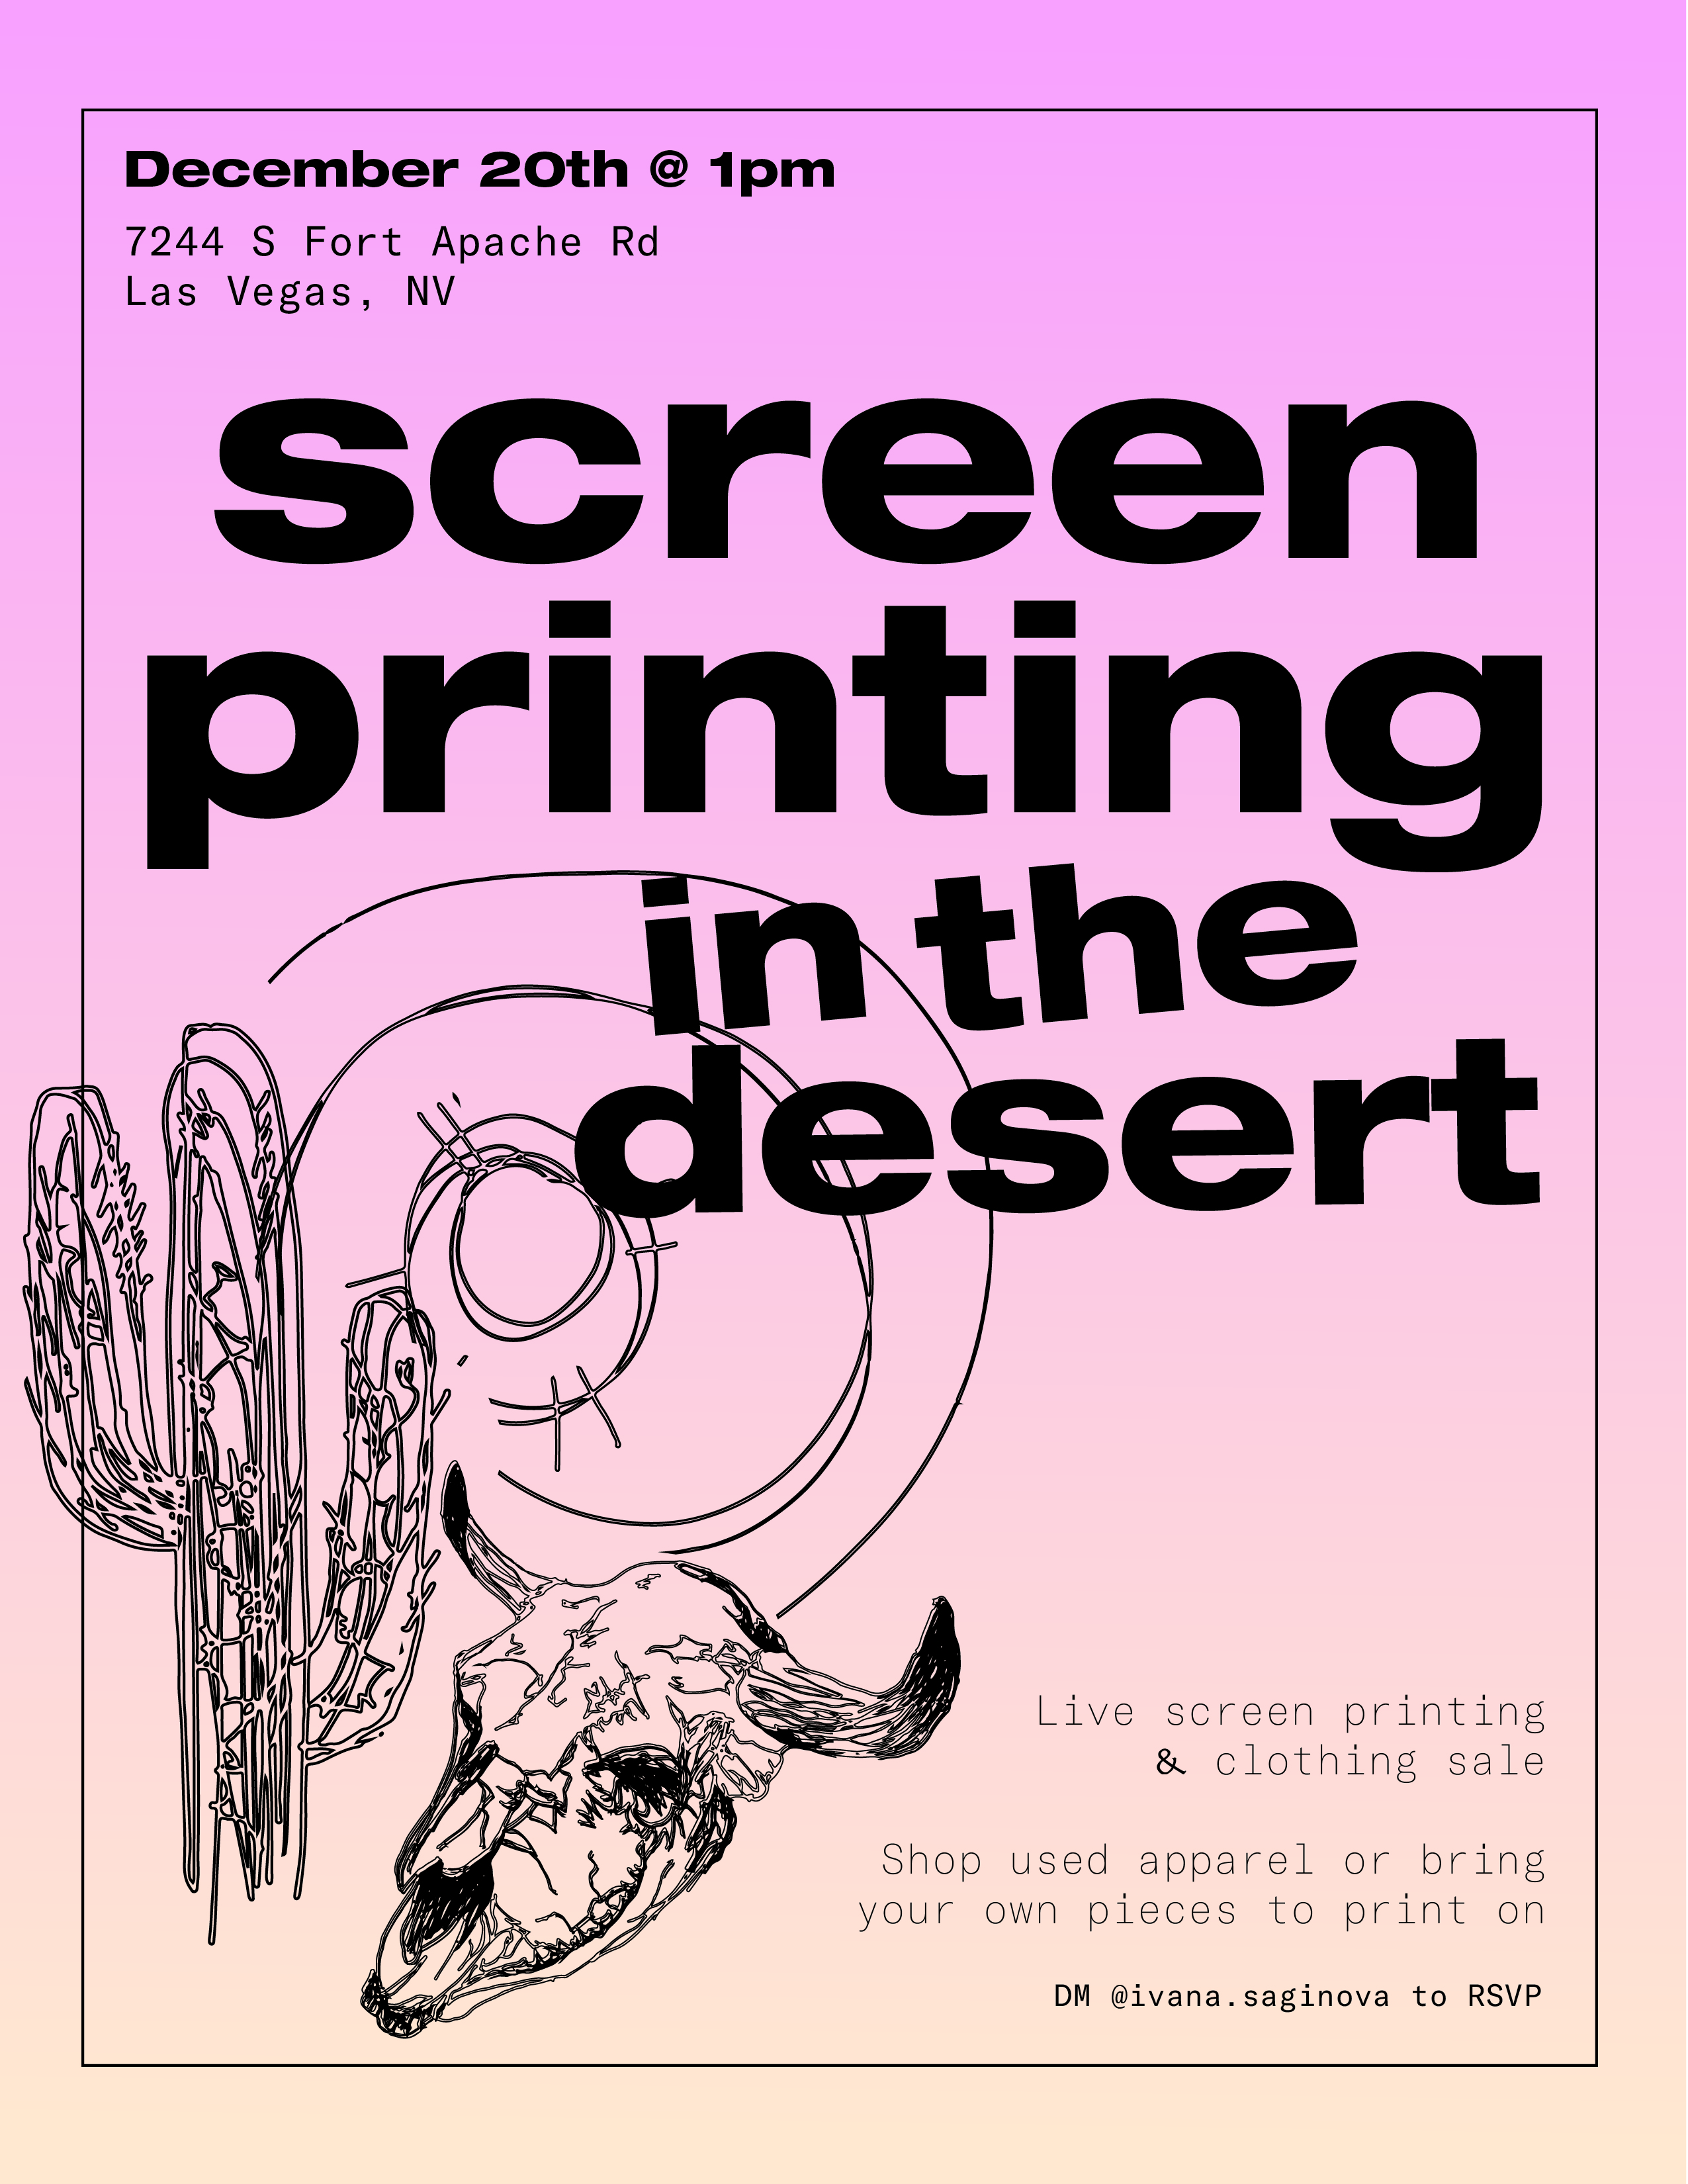 December 20th @ 1pm
7244 S Fort Apache Rd
Las Vegas, NV
screen
printing
in the
desert
Live screen printing
& clothing sale
Shop used apparel or bring
your own pieces to print on
DM @ivana.saginova to RSVP